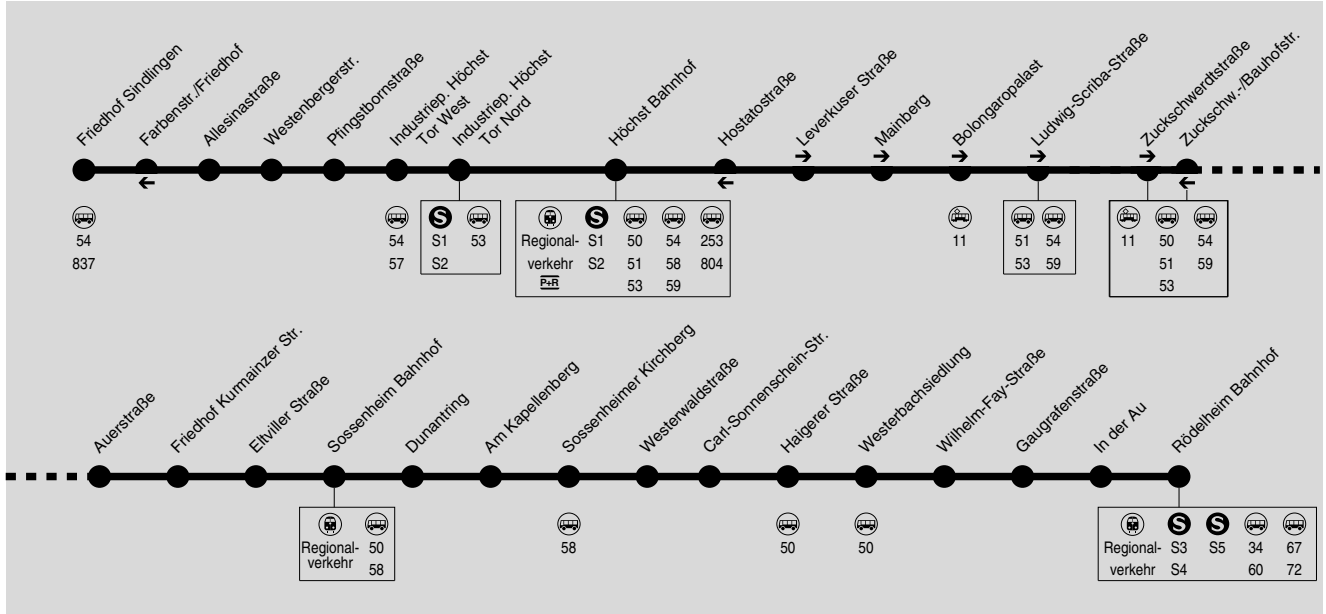 Friedhof Sindlingen
Farbenstr./Friedhof
Allesinastraße
Westenbergerstr.
Pfingstbornstraße
Industriep. Höchst
Tor West
Industriep. Höchst
Tor Nord
Höchst Bahnhof
Hostatostraße
Leverkuser Straße
Mainberg
Bolongaropalast
Ludwig-Scriba-Straße
Zuckschwerdtstraße
Zuckschw.-/Bauhofstr.
S S
54 54 S1 53 Regional- S1 50 54 253 11 51 54 11 50 54
837 57 S2 verkehr S2 51 58 804 53 59 51 59
P+R 53 59 53
Auerstraße
Friedhof Kurmainzer Str.
Eltviller Straße
Sossenheim Bahnhof
Dunantring
Am Kapellenberg
Sossenheimer Kirchberg
Westerwaldstraße
Carl-Sonnenschein-Str.
Haigerer Straße
Westerbachsiedlung
Wilhelm-Fay-Straße
Gaugrafenstraße
In der Au
Rödelheim Bahnhof
S S
Regional- 50 58 50 50 Regional- S3 S5 34 67
verkehr 58 verkehr S4 60 72